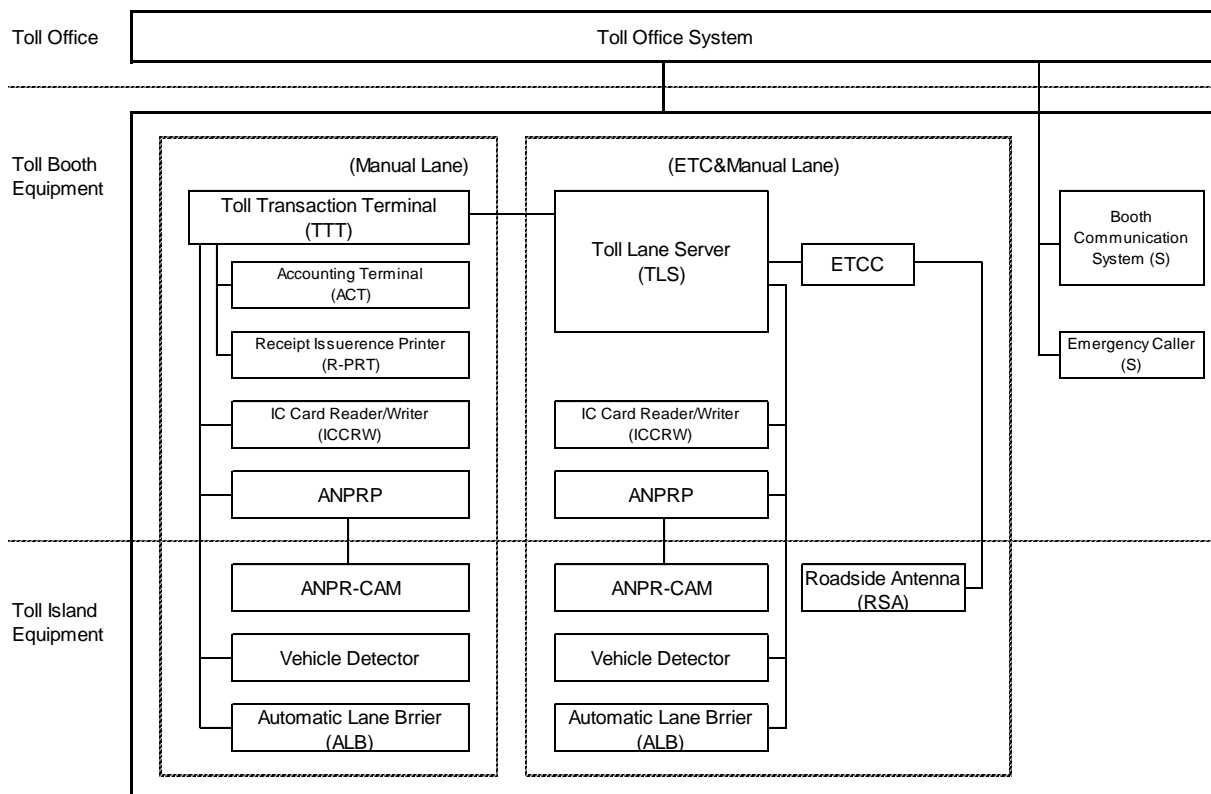 Toll Office
Toll Office System
Toll Booth
Equipment
(Manual Lane)
Toll Transaction Terminal
(TTT)
Accounting Terminal
(ACT)
Receipt Issuerence Printer
(R-PRT)
IC Card Reader/Writer
(ICCRW)
ANPRP
(ETC&Manual Lane)
Toll Lane Server
(TLS)
ETCC
IC Card Reader/Writer
(ICCRW)
ANPRP
Booth
Communication
System (S)
Emergency Caller
(S)
Toll Island
Equipment
ANPR-CAM
Vehicle Detector
Automatic Lane Brrier
(ALB)
ANPR-CAM
Vehicle Detector
Automatic Lane Brrier
(ALB)
Roadside Antenna
(RSA)